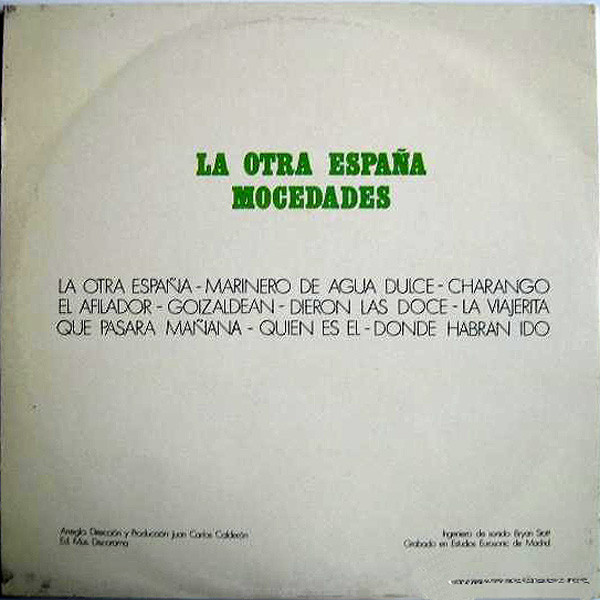 LA OTRA ESPAÑA
MOCEDADES
LA OTRA ESPAÑA - MARINERO DE AGUA DULCE - CHARANGO
EL AFILADOR - GOIZALDEAN - DIERON LAS DOCE - LA VIAJERITA
QUE PASARA MAÑANA - QUIEN ES EL - DONDE HABRAN IDO
Arreglo Dirección y Producción Juan Carlos Calderón
Ed. Mus. Discorama
Ingeniero de sonido Bryan Stott
Grabado en Estudios Eurosonic de Madrid